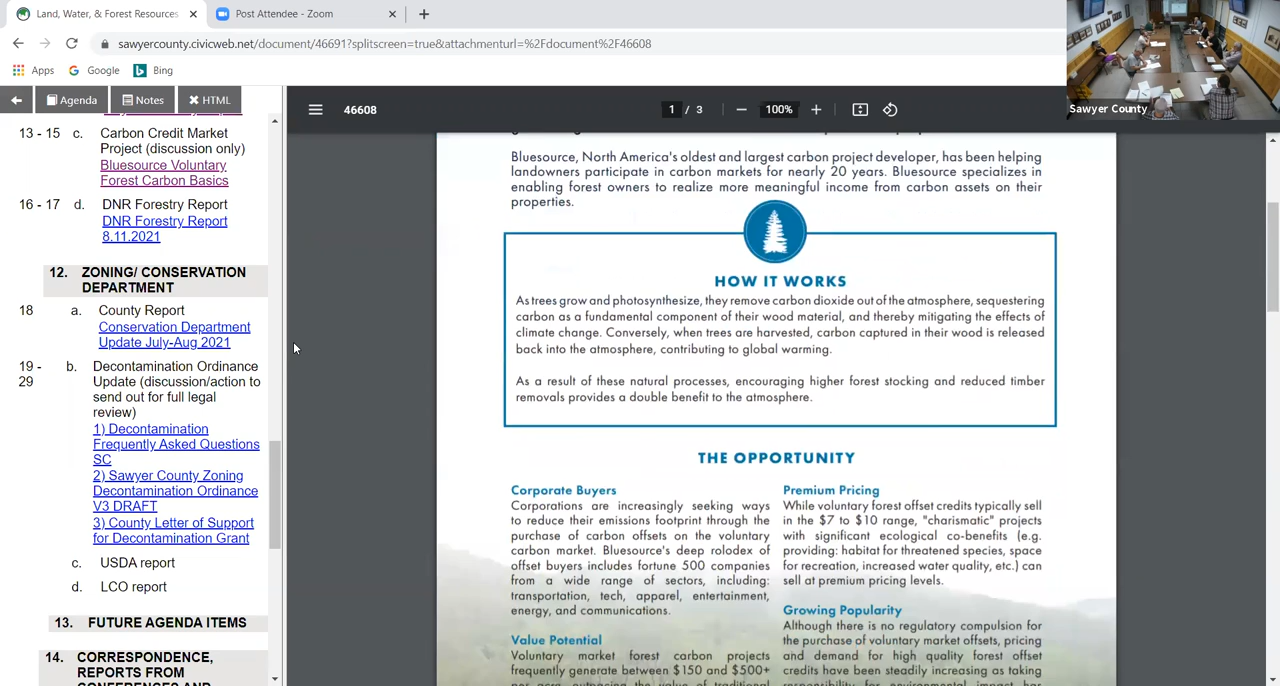 Land, Water, & Forest Resources
Post Attendee - Zoom
sawyercounty.civicweb.net/document/46691?splitscreen=true&attachmenturl=%2Fdocument%2F46608
Apps Google Bing
Sawyer County
Agenda Notes HTML
46608
1 / 3
100%
13 - 15 c. Carbon Credit Market
Project (discussion only)
Bluesource Voluntary
Forest Carbon Basics
16 - 17 d. DNR Forestry Report
DNR Forestry Report
8.11.2021
12. ZONING/ CONSERVATION
DEPARTMENT
18 a. County Report
Conservation Department
Update July-Aug 2021
19 - b. Decontamination Ordinance
29 Update (discussion/action to
send out for full legal
review)
1) Decontamination
Frequently Asked Questions
SC
2) Sawyer County Zoning
Decontamination Ordinance
V3 DRAFT
3) County Letter of Support
for Decontamination Grant
c. USDA report
d. LCO report
13. FUTURE AGENDA ITEMS
14. CORRESPONDENCE,
REPORTS FROM
CONFERENCES AND
Bluesource, North America's oldest and largest carbon project developer, has been helping
landowners participate in carbon markets for nearly 20 years. Bluesource specializes in
enabling forest owners to realize more meaningful income from carbon assets on their
properties.
HOW IT WORKS
As trees grow and photosynthesize, they remove carbon dioxide out of the atmosphere, sequestering
carbon as a fundamental component of their wood material, and thereby mitigating the effects of
climate change. Conversely, when trees are harvested, carbon captured in their wood is released
back into the atmosphere, contributing to global warming.
As a result of these natural processes, encouraging higher forest stocking and reduced timber
removals provides a double benefit to the atmosphere.
THE OPPORTUNITY
Corporate Buyers
Corporations are increasingly seeking ways
to reduce their emissions footprint through the
purchase of carbon offsets on the voluntary
carbon market. Bluesource's deep rolodex of
offset buyers includes fortune 500 companies
from a wide range of sectors, including:
transportation, tech, apparel, entertainment,
energy, and communications.
Value Potential
Voluntary market forest carbon projects
frequently generate between $150 and $500+
per acre, outpacing the value of traditional
Premium Pricing
While voluntary forest offset credits typically sell
in the $7 to $10 range, "charismatic" projects
with significant ecological co-benefits (e.g.
providing: habitat for threatened species, space
for recreation, increased water quality, etc.) can
sell at premium pricing levels.
Growing Popularity
Although there is no regulatory compulsion for
the purchase of voluntary market offsets, pricing
and demand for high quality forest offset
credits have been steadily increasing as taking
responsibility for environmental impact has